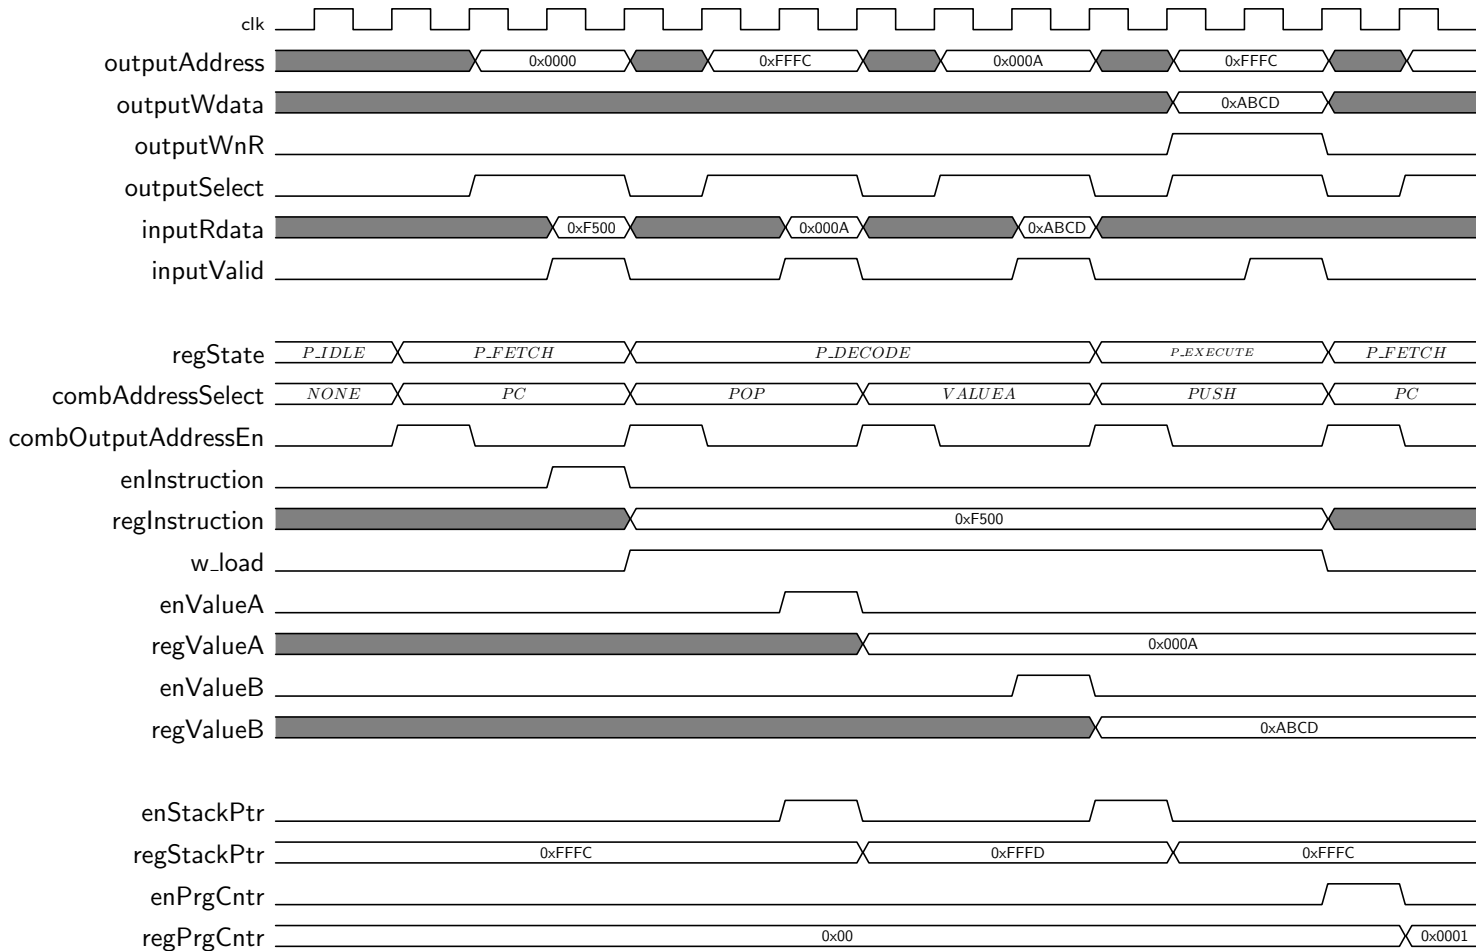 clk
outputAddress 0x0000 0xFFFC 0x000A 0xFFFC
outputWdata 0xABCD
outputWnR
outputSelect
inputRdata 0xF500 0x000A 0xABCD
inputValid
regState P_IDLE P_FETCH P_DECODE P_EXECUTE P_FETCH
combAddressSelect NONE PC POP VALUEA PUSH PC
combOutputAddressEn
enInstruction
regInstruction 0xF500
w_load
enValueA
regValueA 0x000A
enValueB
regValueB 0xABCD
enStackPtr
regStackPtr 0xFFFC 0xFFFD 0xFFFC
enPrgCntr
regPrgCntr 0x00 0x0001